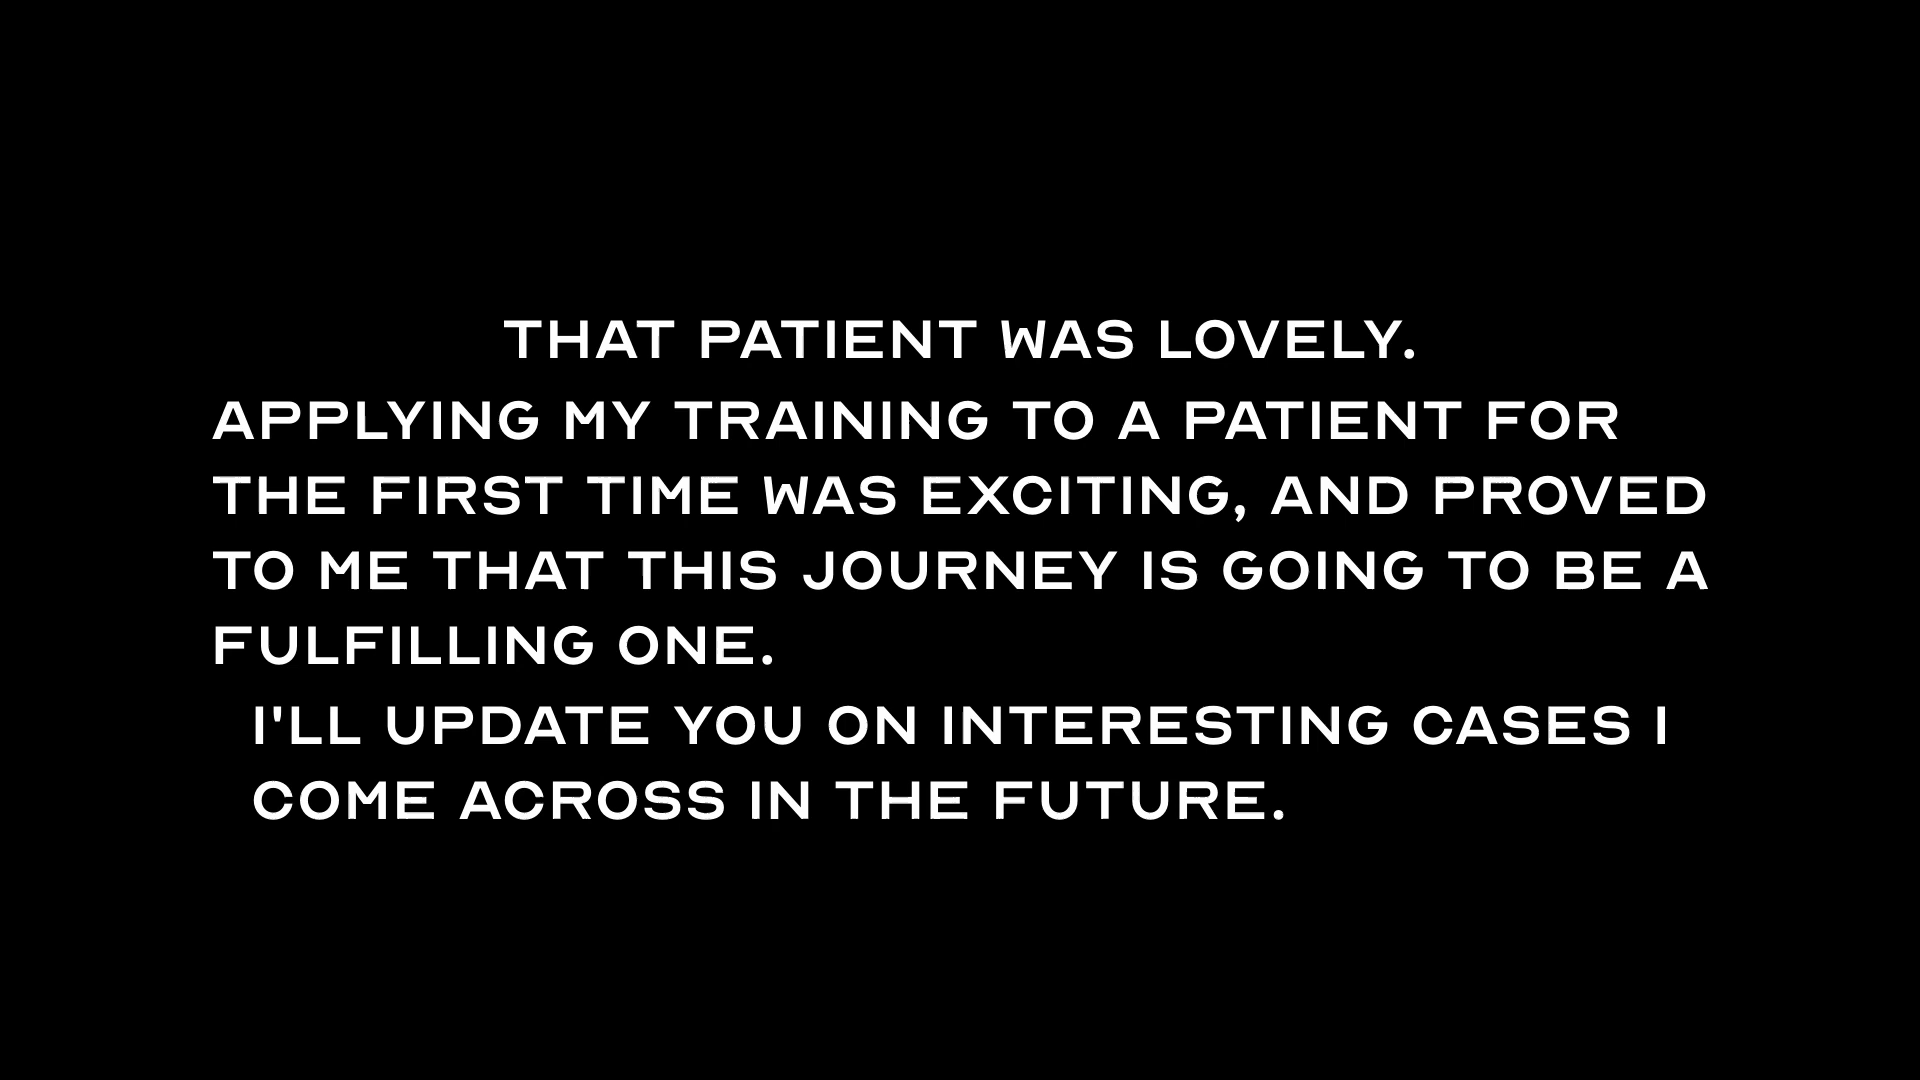 THAT PATIENT WAS LOVELY.
APPLYING MY TRAINING TO A PATIENT FOR
THE FIRST TIME WAS EXCITING, AND PROVED
TO ME THAT THIS JOURNEY IS GOING TO BE A
FULFILLING ONE.
I'LL UPDATE YOU ON INTERESTING CASES I
COME ACROSS IN THE FUTURE.